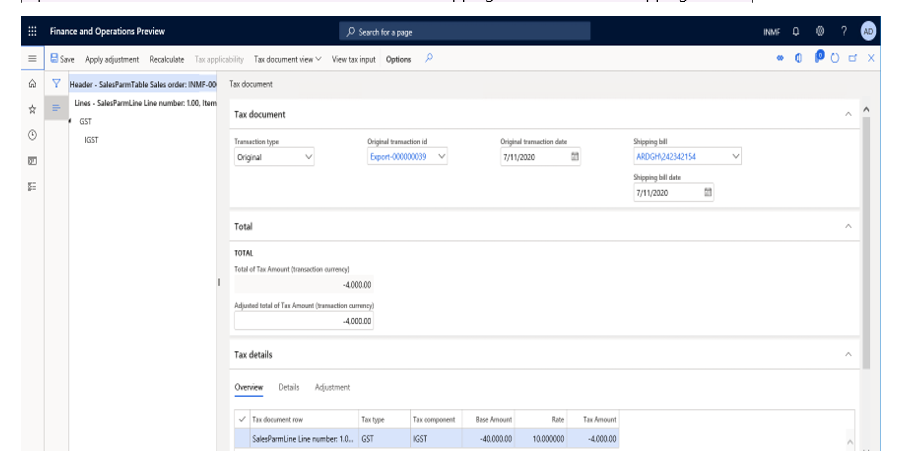 Finance and Operations Preview
Search for a page
INMF
?
AD
Save Apply adjustment Recalculate Tax applicability Tax document view View tax input Options
0
Header - SalesParmTable Sales order: INMF-00
Tax document
Lines - SalesParmLine Line number: 1.00, Item
GST
IGST
Tax document
Transaction type Original transaction id Original transaction date Shipping bill
Original Export-000000039 7/11/2020 ARDGH\242342154
Shipping bill date
7/11/2020
Total
TOTAL
Total of Tax Amount (transaction currency)
-4,000.00
Adjusted total of Tax Amount (transaction currency)
-4,000.00
Tax details
Overview Details Adjustment
Tax document row Tax type Tax component Base Amount Rate Tax Amount
SalesParmLine Line number: 1.0... GST IGST -40,000.00 10.000000 -4,000.00